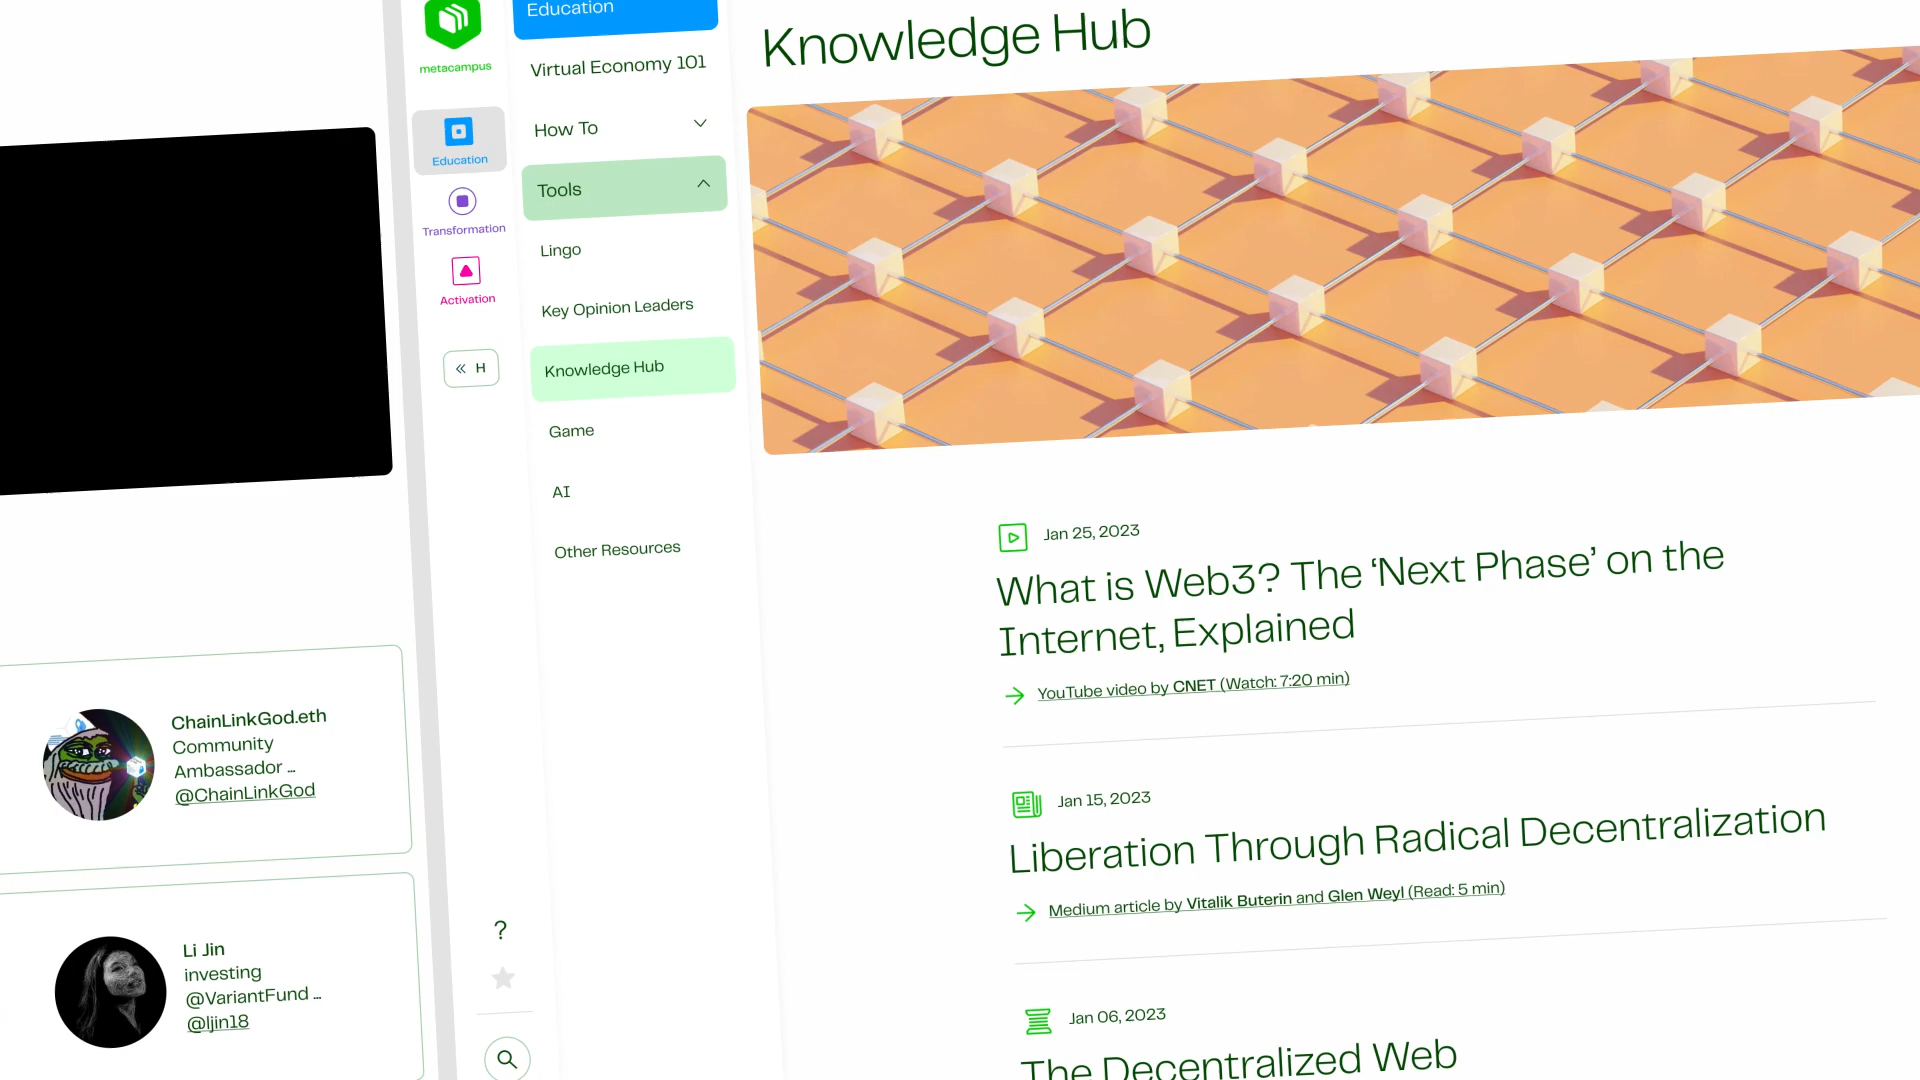 ChainLinkGod.eth
Community
Ambassador ...
@ChainLinkGod
Li Jin
investing
@VariantFund ...
@ljin18
metacampus
Education
Transformation
Activation
« H
?
Education
Virtual Economy 101
How To
Tools
Lingo
Key Opinion Leaders
Knowledge Hub
Game
AI
Other Resources
Knowledge Hub
Jan 25, 2023
What is Web3? The ‘Next Phase’ on the
Internet, Explained
YouTube video by CNET (Watch: 7:20 min)
Jan 15, 2023
Liberation Through Radical Decentralization
Medium article by Vitalik Buterin and Glen Weyl (Read: 5 min)
Jan 06, 2023
The Decentralized Web